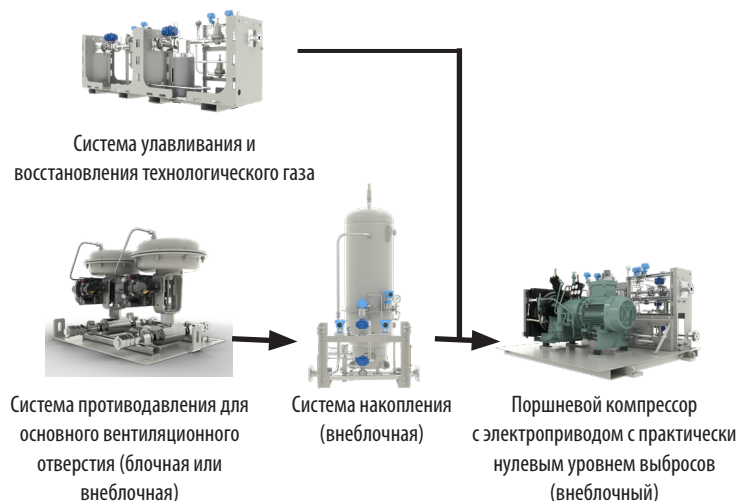 Система улавливания и
восстановления технологического газа
Система противодавления для
основного вентиляционного
отверстия (блочная или
внеблочная)
Система накопления
(внеблочная)
Поршневой компрессор
с электроприводом с практически
нулевым уровнем выбросов
(внеблочный)